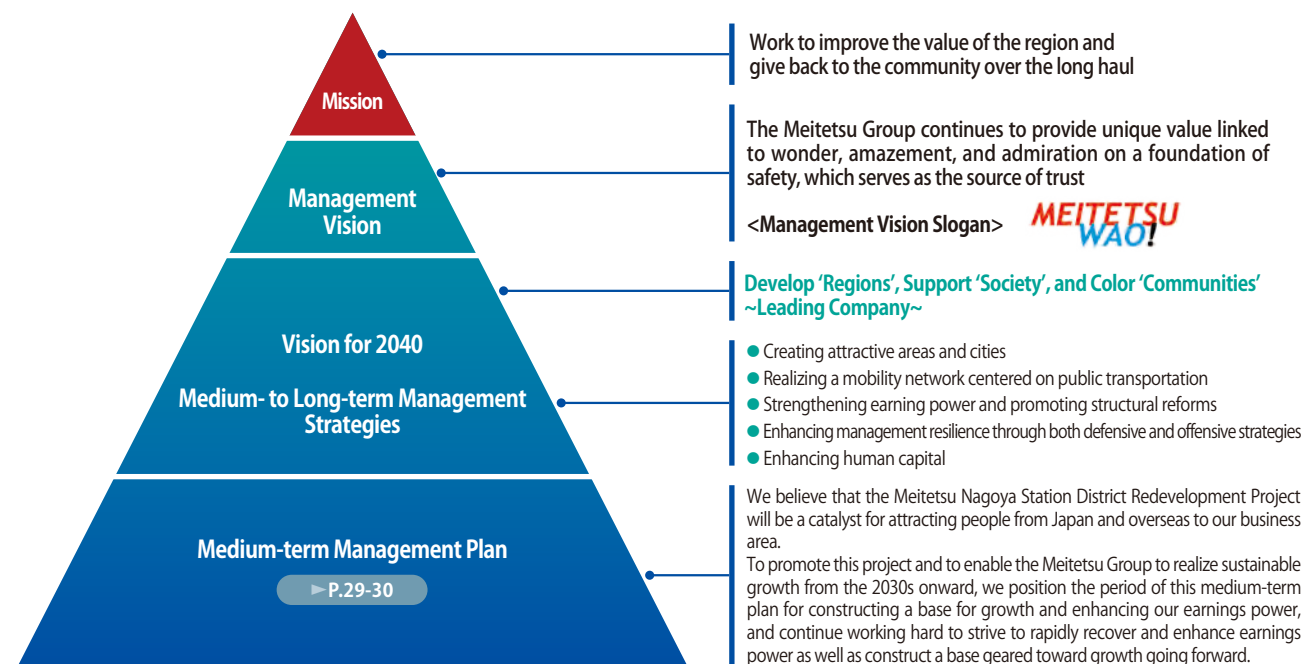 Mission
Work to improve the value of the region and
give back to the community over the long haul
Management
Vision
The Meitetsu Group continues to provide unique value linked
to wonder, amazement, and admiration on a foundation of
safety, which serves as the source of trust
<Management Vision Slogan>
MEITETSU
WAO!
Vision for 2040
Develop ‘Regions’, Support ‘Society’, and Color ‘Communities’
~Leading Company~
Medium- to Long-term Management
Strategies
● Creating attractive areas and cities
● Realizing a mobility network centered on public transportation
● Strengthening earning power and promoting structural reforms
● Enhancing management resilience through both defensive and offensive strategies
● Enhancing human capital
Medium-term Management Plan
►P.29-30
We believe that the Meitetsu Nagoya Station District Redevelopment Project
will be a catalyst for attracting people from Japan and overseas to our business
area.
To promote this project and to enable the Meitetsu Group to realize sustainable
growth from the 2030s onward, we position the period of this medium-term
plan for constructing a base for growth and enhancing our earnings power,
and continue working hard to strive to rapidly recover and enhance earnings
power as well as construct a base geared toward growth going forward.